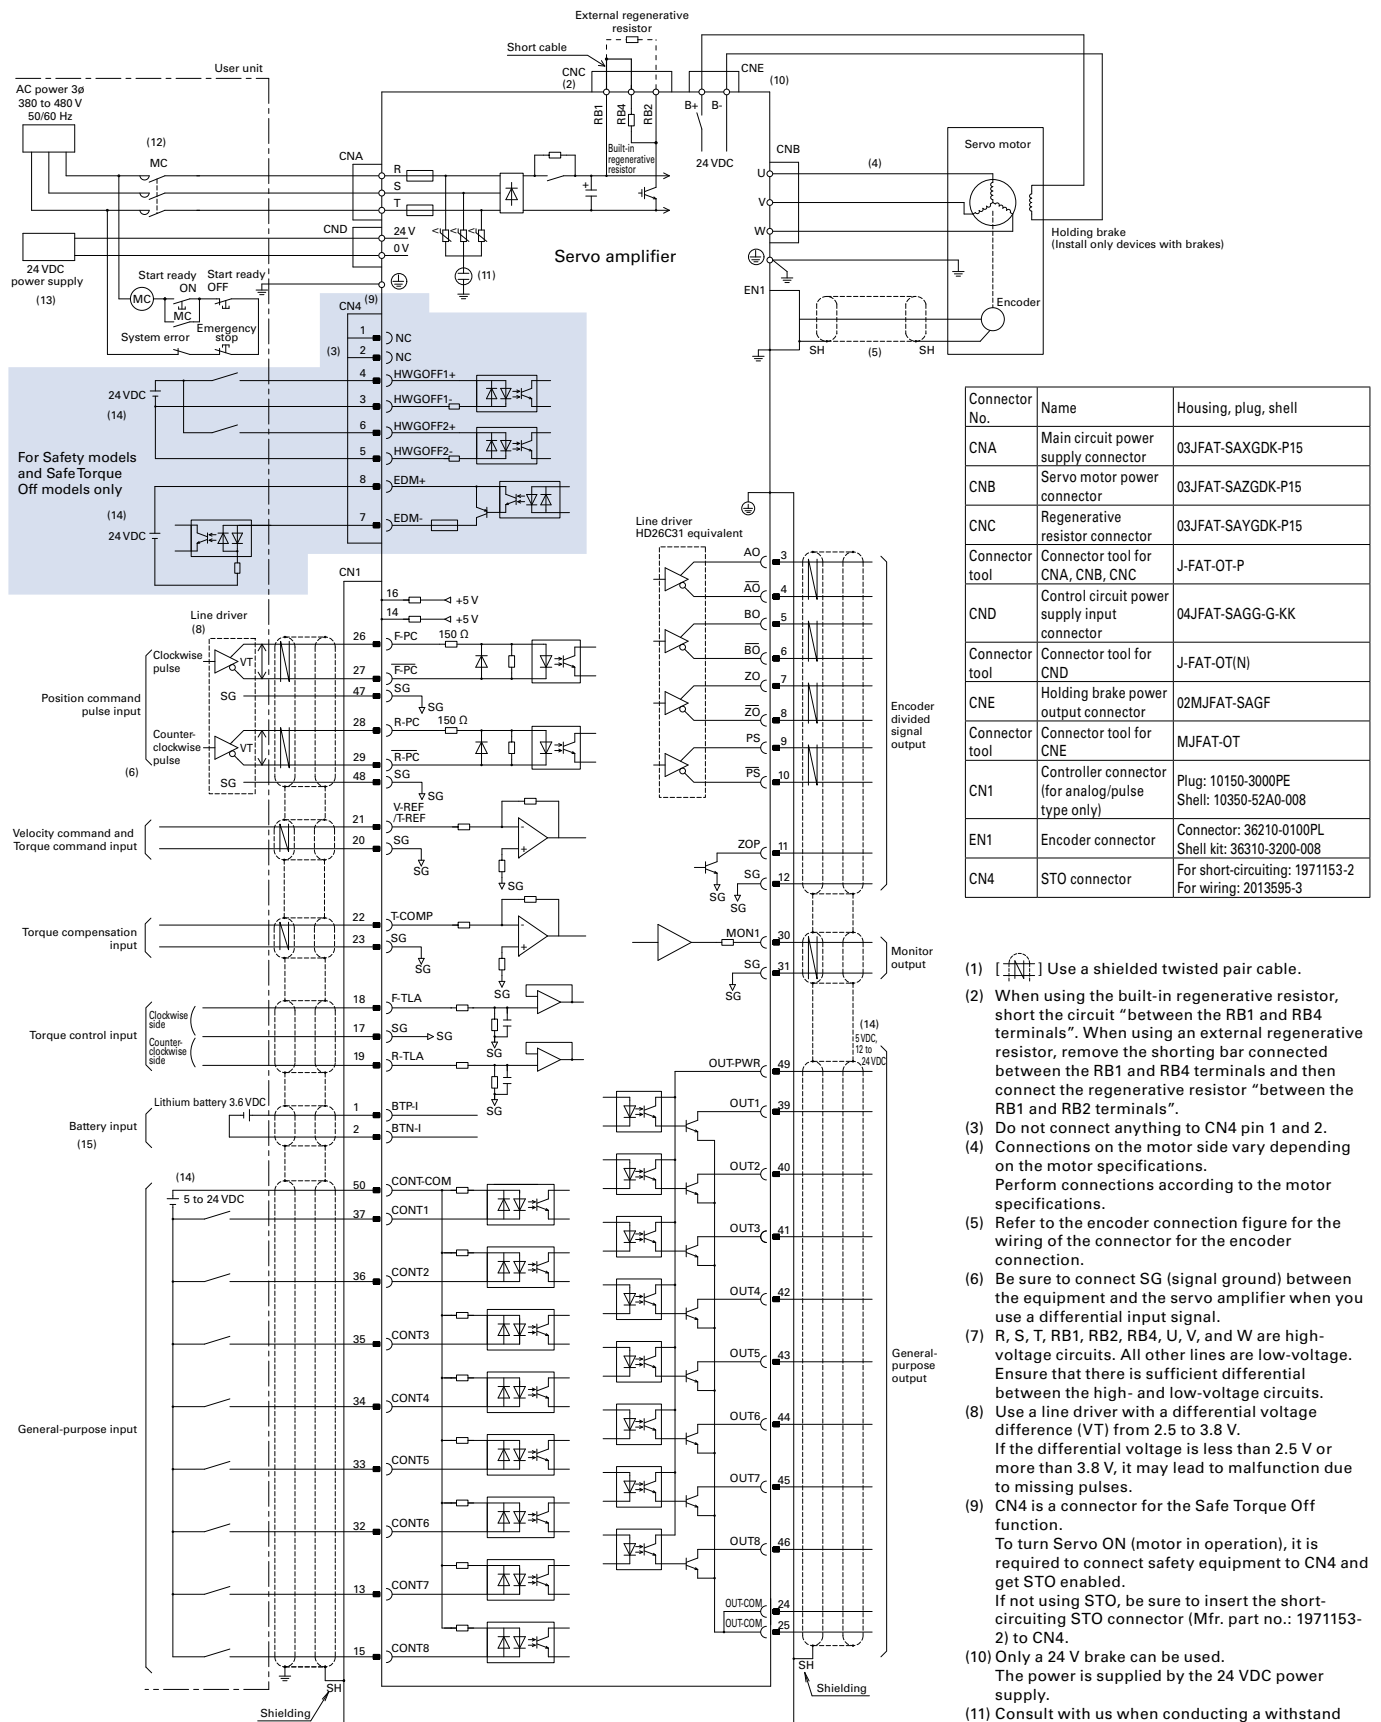 External regenerative
resistor
Short cable
User unit
CNC
(2)
CNE
(10)
AC power 3ø
380 to 480 V
50/60 Hz
RB1
RB4
RB2
B+
B-
(12)
MC
CNA
R
S
T
Built-in
regenerative
resistor
24 VDC
CNB
U
V
W
(4)
Servo motor
Holding brake
(Install only devices with brakes)
CND
24 V
0 V
Servo amplifier
24 VDC
power supply
(13)
Start ready
ON
Start ready
OFF
MC
MC
System error
Emergency
stop
(11)
EN1
Encoder
SH
(5)
SH
CN4
(9)
(3)
1
NC
2
NC
4
HWGOFF1+
3
HWGOFF1-
6
HWGOFF2+
5
HWGOFF2-
8
EDM+
7
EDM-
24 VDC
(14)
For Safety models
and Safe Torque
Off models only
(14)
24 VDC
CN1
16
+5 V
14
+5 V
Line driver
(8)
Clockwise
pulse
VT
SG
Position command
pulse input
Counter-
clockwise
pulse
VT
SG
(6)
26
F-PC
150 Ω
27
F-PC
47
SG
SG
28
R-PC
150 Ω
29
R-PC
48
SG
SG
Velocity command and
Torque command input
21
V-REF
/T-REF
20
SG
SG
-
+
SG
Torque compensation
input
22
T-COMP
23
SG
SG
-
+
SG
Torque control input
Clockwise
side
Counter-
clockwise
side
18
F-TLA
17
SG
SG
SG
19
R-TLA
SG
Battery input
(15)
Lithium battery 3.6 VDC
1
BTP-I
2
BTN-I
General-purpose input
(14)
5 to 24 VDC
50
CONT-COM
37
CONT1
36
CONT2
35
CONT3
34
CONT4
33
CONT5
32
CONT6
13
CONT7
15
CONT8
SH
Shielding
Line driver
HD26C31 equivalent
AO
3
AO
4
BO
5
BO
6
ZO
7
ZO
8
PS
9
PS
10
ZOP
11
SG
12
SG
SG
Encoder
divided
signal
output
MON1
30
SG
31
SG
Monitor
output
(14)
5 VDC,
12 to
24 VDC
OUT-PWR
49
OUT1
39
OUT2
40
OUT3
41
OUT4
42
OUT5
43
OUT6
44
OUT7
45
OUT8
46
OUT-COM
24
OUT-COM
25
General-
purpose
output
SH
Shielding
Connector
No.
Name
Housing, plug, shell
CNA
Main circuit power
supply connector
03JFAT-SAXGDK-P15
CNB
Servo motor power
connector
03JFAT-SAZGDK-P15
CNC
Regenerative
resistor connector
03JFAT-SAYGDK-P15
Connector
tool
Connector tool for
CNA, CNB, CNC
J-FAT-OT-P
CND
Control circuit power
supply input
connector
04JFAT-SAGG-G-KK
Connector
tool
Connector tool for
CND
J-FAT-OT(N)
CNE
Holding brake power
output connector
02MJFAT-SAGF
Connector
tool
Connector tool for
CNE
MJFAT-OT
CN1
Controller connector
(for analog/pulse
type only)
Plug: 10150-3000PE
Shell: 10350-52A0-008
EN1
Encoder connector
Connector: 36210-0100PL
Shell kit: 36310-3200-008
CN4
STO connector
For short-circuiting: 1971153-2
For wiring: 2013595-3
(1) [ ] Use a shielded twisted pair cable.
(2) When using the built-in regenerative resistor,
short the circuit “between the RB1 and RB4
terminals”. When using an external regenerative
resistor, remove the shorting bar connected
between the RB1 and RB4 terminals and then
connect the regenerative resistor “between the
RB1 and RB2 terminals”.
(3) Do not connect anything to CN4 pin 1 and 2.
(4) Connections on the motor side vary depending
on the motor specifications.
Perform connections according to the motor
specifications.
(5) Refer to the encoder connection figure for the
wiring of the connector for the encoder
connection.
(6) Be sure to connect SG (signal ground) between
the equipment and the servo amplifier when you
use a differential input signal.
(7) R, S, T, RB1, RB2, RB4, U, V, and W are high-
voltage circuits. All other lines are low-voltage.
Ensure that there is sufficient differential
between the high- and low-voltage circuits.
(8) Use a line driver with a differential voltage
difference (VT) from 2.5 to 3.8 V.
If the differential voltage is less than 2.5 V or
more than 3.8 V, it may lead to malfunction due
to missing pulses.
(9) CN4 is a connector for the Safe Torque Off
function.
To turn Servo ON (motor in operation), it is
required to connect safety equipment to CN4 and
get STO enabled.
If not using STO, be sure to insert the short-
circuiting STO connector (Mfr. part no.: 1971153-
2) to CN4.
(10) Only a 24 V brake can be used.
The power is supplied by the 24 VDC power
supply.
(11) Consult with us when conducting a withstand